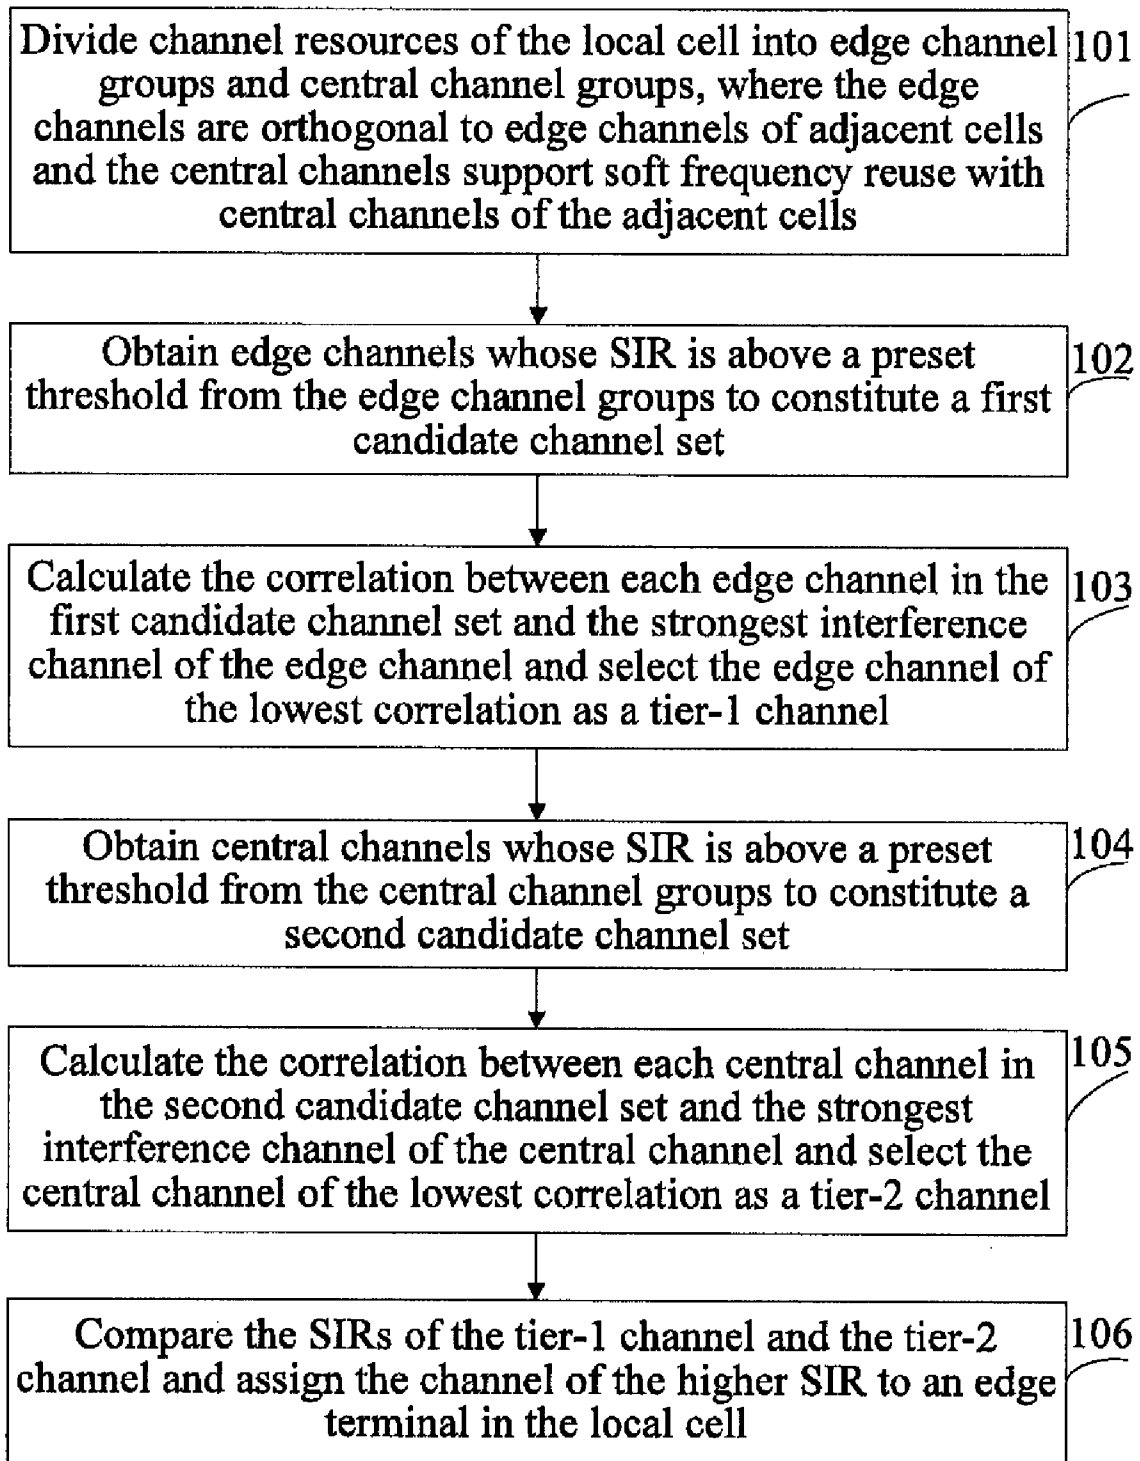 Divide channel resources of the local cell into edge channel
groups and central channel groups, where the edge
channels are orthogonal to edge channels of adjacent cells
and the central channels support soft frequency reuse with
central channels of the adjacent cells
101
Obtain edge channels whose SIR is above a preset
threshold from the edge channel groups to constitute a first
candidate channel set
102
Calculate the correlation between each edge channel in the
first candidate channel set and the strongest interference
channel of the edge channel and select the edge channel of
the lowest correlation as a tier-1 channel
103
Obtain central channels whose SIR is above a preset
threshold from the central channel groups to constitute a
second candidate channel set
104
Calculate the correlation between each central channel in
the second candidate channel set and the strongest
interference channel of the central channel and select the
central channel of the lowest correlation as a tier-2 channel
105
Compare the SIRs of the tier-1 channel and the tier-2
channel and assign the channel of the higher SIR to an edge
terminal in the local cell
106